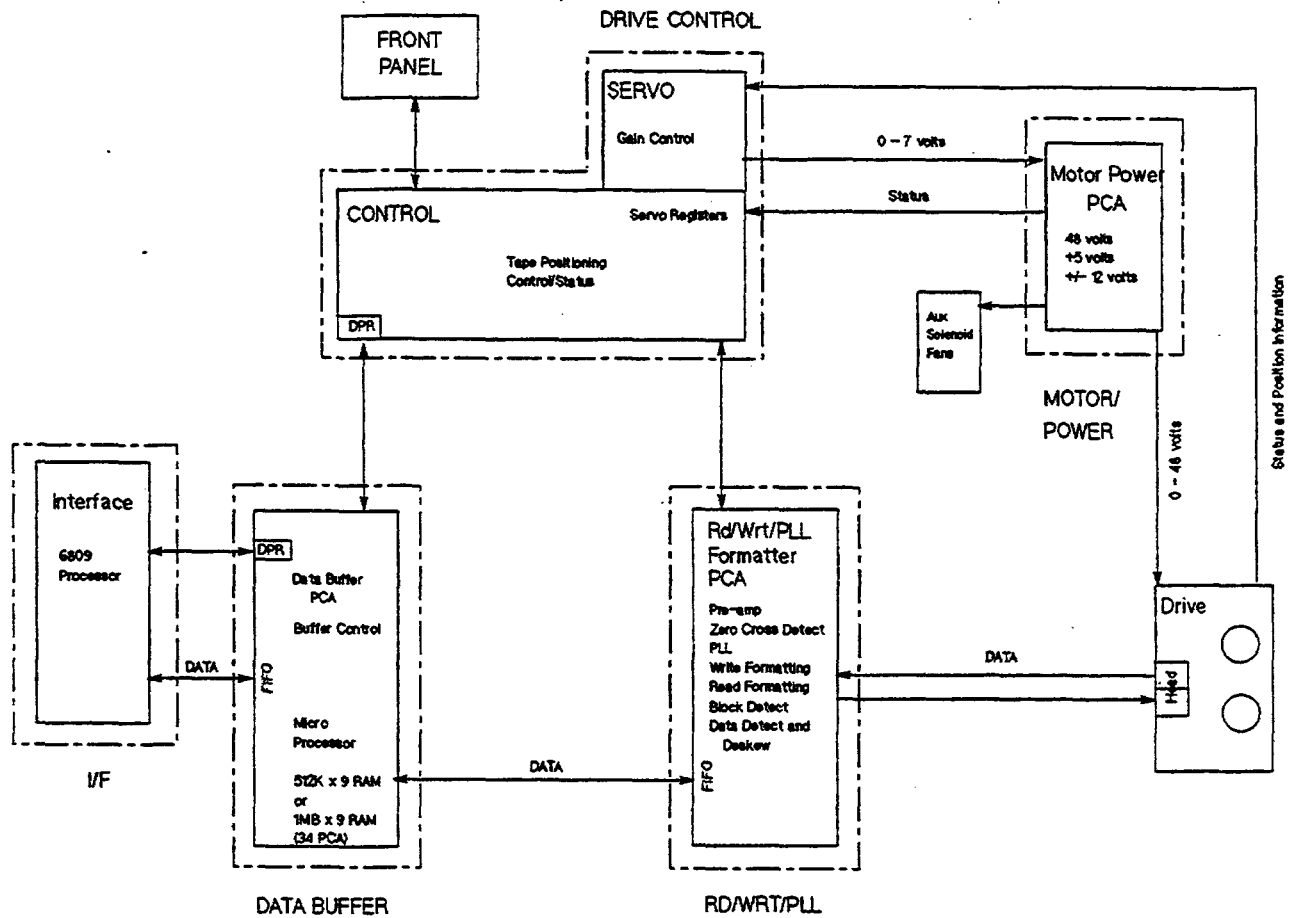 DRIVE CONTROL
FRONT
PANEL
SERVO
Gain Control
0 - 7 volts
Motor Power
PCA
48 volts
+5 volts
+/- 12 volts
CONTROL
Servo Registers
Status
Tape Positioning
Control/Status
DPR
Aux
Solenoid
Fans
MOTOR/
POWER
Status and Position Information
0 - 48 volts
Interface
6809
Processor
DATA
I/F
DPR
Data Buffer
PCA
Buffer Control
FIFO
Micro
Processor
512K x 9 RAM
or
1MB x 9 RAM
(34 PCA)
DATA BUFFER
DATA
Rd/Wrt/PLL
Formatter
PCA
Pre-amp
Zero Cross Detect
PLL
Write Formatting
Read Formatting
Block Detect
Data Detect and
Deskew
FIFO
RD/WRT/PLL
DATA
Drive
Head